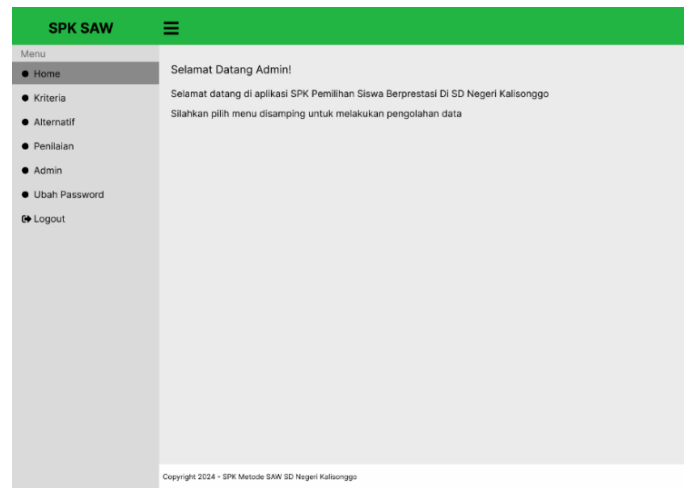 SPK SAW
Menu
Home
Kriteria
Alternatif
Penilaian
Admin
Ubah Password
Logout
Selamat Datang Admin!
Selamat datang di aplikasi SPK Pemilihan Siswa Berprestasi Di SD Negeri Kalisonggo
Silahkan pilih menu disamping untuk melakukan pengolahan data
Copyright 2024 - SPK Metode SAW SD Negeri Kalisonggo